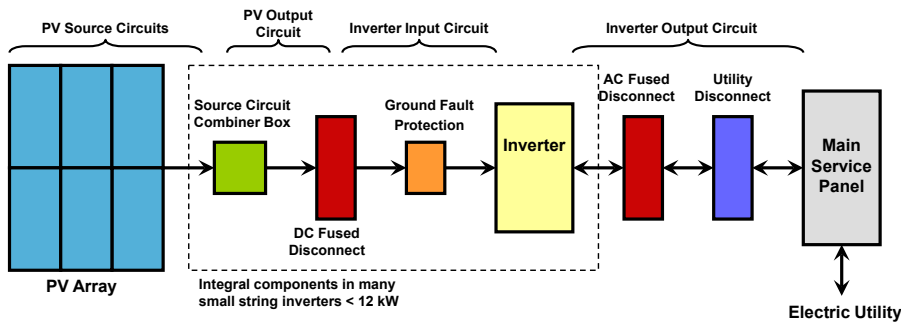 PV Source Circuits
PV Output
Circuit
Inverter Input Circuit
Inverter Output Circuit
Source Circuit
Combiner Box
Ground Fault
Protection
Inverter
AC Fused
Disconnect
Utility
Disconnect
Main
Service
Panel
DC Fused
Disconnect
PV Array
Integral components in many
small string inverters < 12 kW
Electric Utility